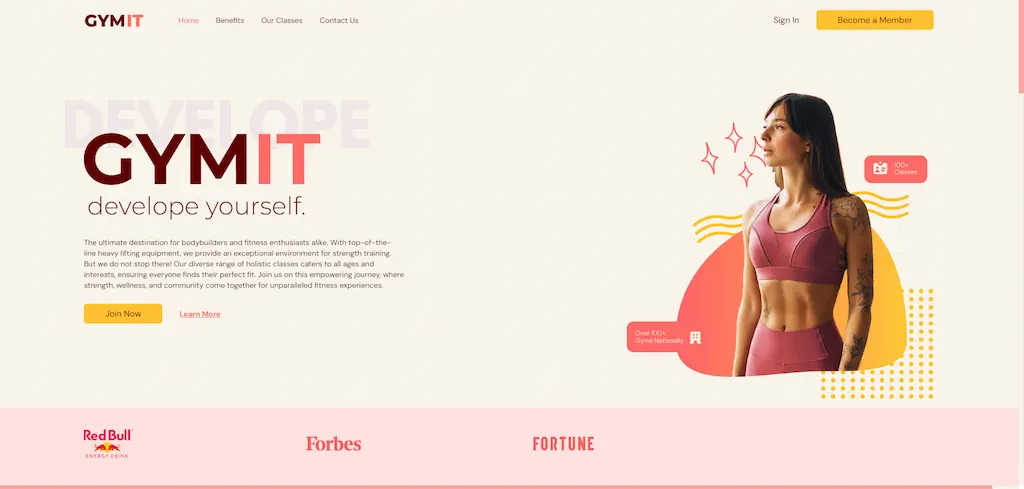 GYMIT
Home
Benefits
Our Classes
Contact Us
Sign In
Become a Member
DEVELOPE
GYMIT
develope yourself.
The ultimate destination for bodybuilders and fitness enthusiasts alike. With top-of-the-
line heavy lifting equipment, we provide an exceptional environment for strength training.
But we do not stop there! Our diverse range of holistic classes caters to all ages and
interests, ensuring everyone finds their perfect fit. Join us on this empowering journey, where
strength, wellness, and community come together for unparalleled fitness experiences.
Join Now
Learn More
100+
Classes
Over 100+
Gyms Nationally
Red Bull
ENERGY DRINK
Forbes
FORTUNE